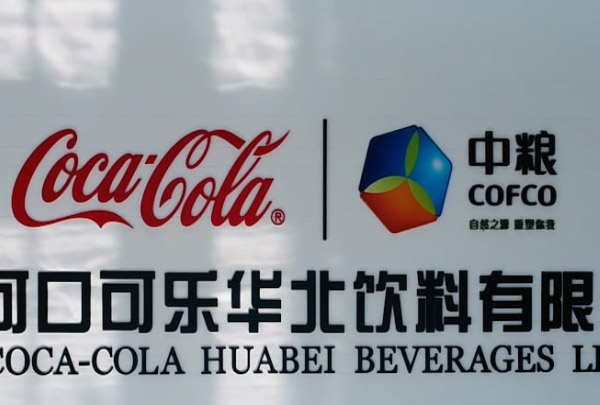 Coca-Cola®
中粮
COFCO
自然之源 重塑你我
可口可乐华北饮料有限
COCA-COLA HUABEI BEVERAGES